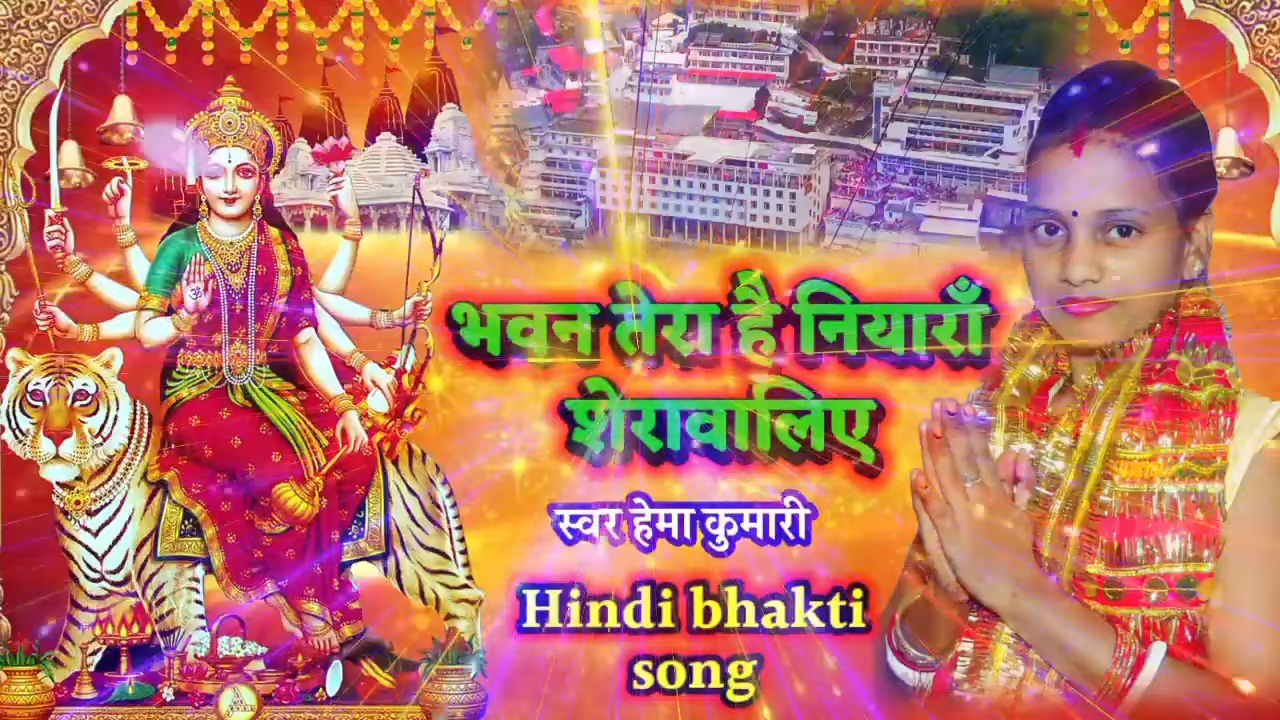 भवन तेरा है नियाराँ
शेरावालिए
स्वर हेमा कुमारी
Hindi bhakti
song
ॐ